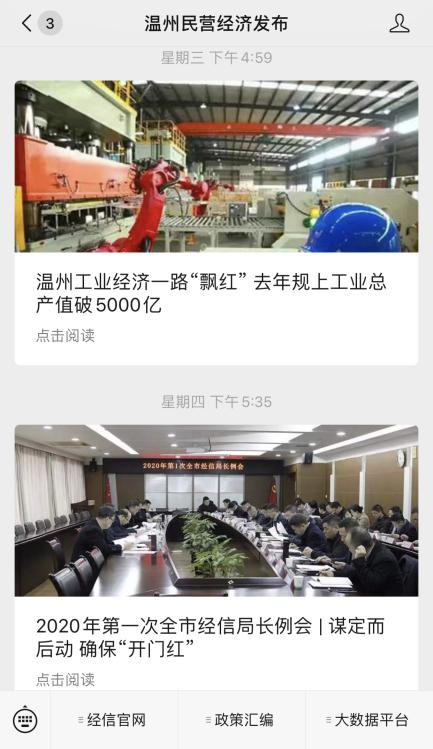 3
温州民营经济发布
星期三 下午4:59
温州工业经济一路“飘红” 去年规上工业总
产值破5000亿
点击阅读
星期四 下午5:35
2020年第1次全市经信局长例会
2020年第一次全市经信局长例会 | 谋定而
后动 确保“开门红”
点击阅读
经信官网
政策汇编
大数据平台